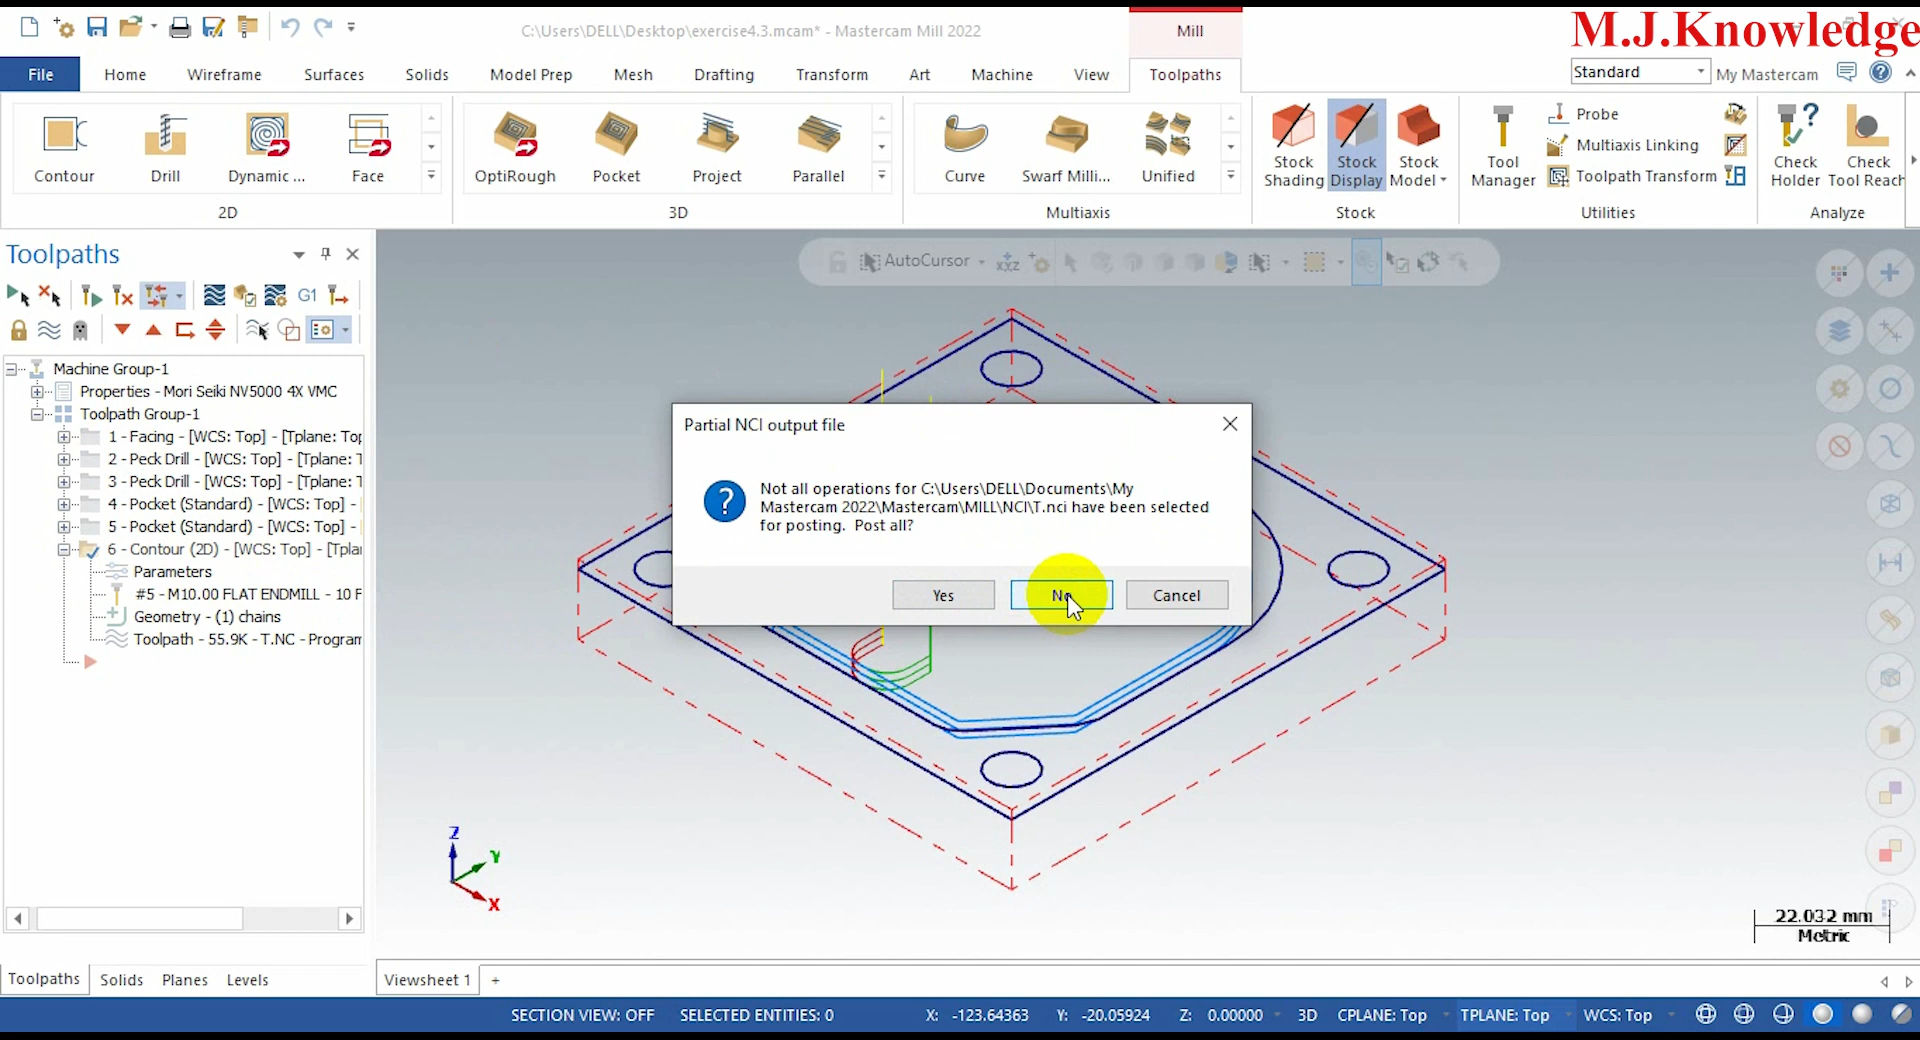 C:\Users\DELL\Desktop\exercise4.3.mcam* - Mastercam Mill 2022
Mill
M.J.Knowledge
File
Home
Wireframe
Surfaces
Solids
Model Prep
Mesh
Drafting
Transform
Art
Machine
View
Toolpaths
Standard
My Mastercam
Contour
Drill
Dynamic ...
Face
OptiRough
Pocket
Project
Parallel
Curve
Swarf Milli...
Unified
Stock
Shading
Stock
Display
Stock
Model
Tool
Manager
Probe
Multiaxis Linking
Toolpath Transform
Check
Holder
Check
Tool Reach
2D
3D
Multiaxis
Stock
Utilities
Analyze
Toolpaths
AutoCursor
XYZ
G1
Machine Group-1
Properties - Mori Seiki NV5000 4X VMC
Toolpath Group-1
1 - Facing - [WCS: Top] - [Tplane: Top
2 - Peck Drill - [WCS: Top] - [Tplane: T
3 - Peck Drill - [WCS: Top] - [Tplane: T
4 - Pocket (Standard) - [WCS: Top] -
5 - Pocket (Standard) - [WCS: Top] -
6 - Contour (2D) - [WCS: Top] - [Tpla
Parameters
#5 - M10.00 FLAT ENDMILL - 10 F
Geometry - (1) chains
Toolpath - 55.9K - T.NC - Program
Partial NCI output file
Not all operations for C:\Users\DELL\Documents\My
Mastercam 2022\Mastercam\MILL\NCI\T.nci have been selected
for posting. Post all?
Yes
No
Cancel
Z
Y
X
22.032 mm
Metric
Toolpaths
Solids
Planes
Levels
Viewsheet 1
+
SECTION VIEW: OFF
SELECTED ENTITIES: 0
X: -123.64363
Y: -20.05924
Z: 0.00000
3D
CPLANE: Top
TPLANE: Top
WCS: Top